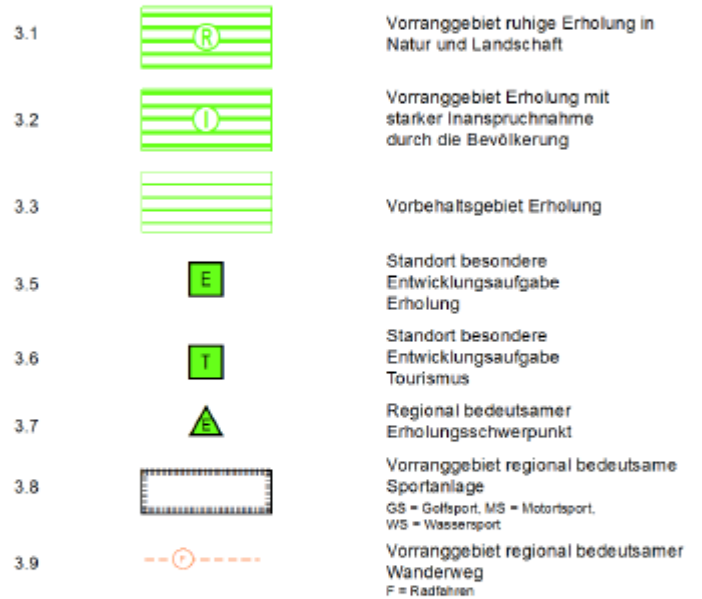 3.1
R
Vorranggebiet ruhige Erholung in
Natur und Landschaft
3.2
I
Vorranggebiet Erholung mit
starker Inanspruchnahme
durch die Bevölkerung
3.3
Vorbehaltsgebiet Erholung
3.5
E
Standort besondere
Entwicklungsaufgabe
Erholung
3.6
T
Standort besondere
Entwicklungsaufgabe
Tourismus
3.7
E
Regional bedeutsamer
Erholungsschwerpunkt
3.8
Vorranggebiet regional bedeutsame
Sportanlage
GS = Golfsport, MS = Motorsport,
WS = Wassersport
3.9
F
Vorranggebiet regional bedeutsamer
Wanderweg
F = Radfahren